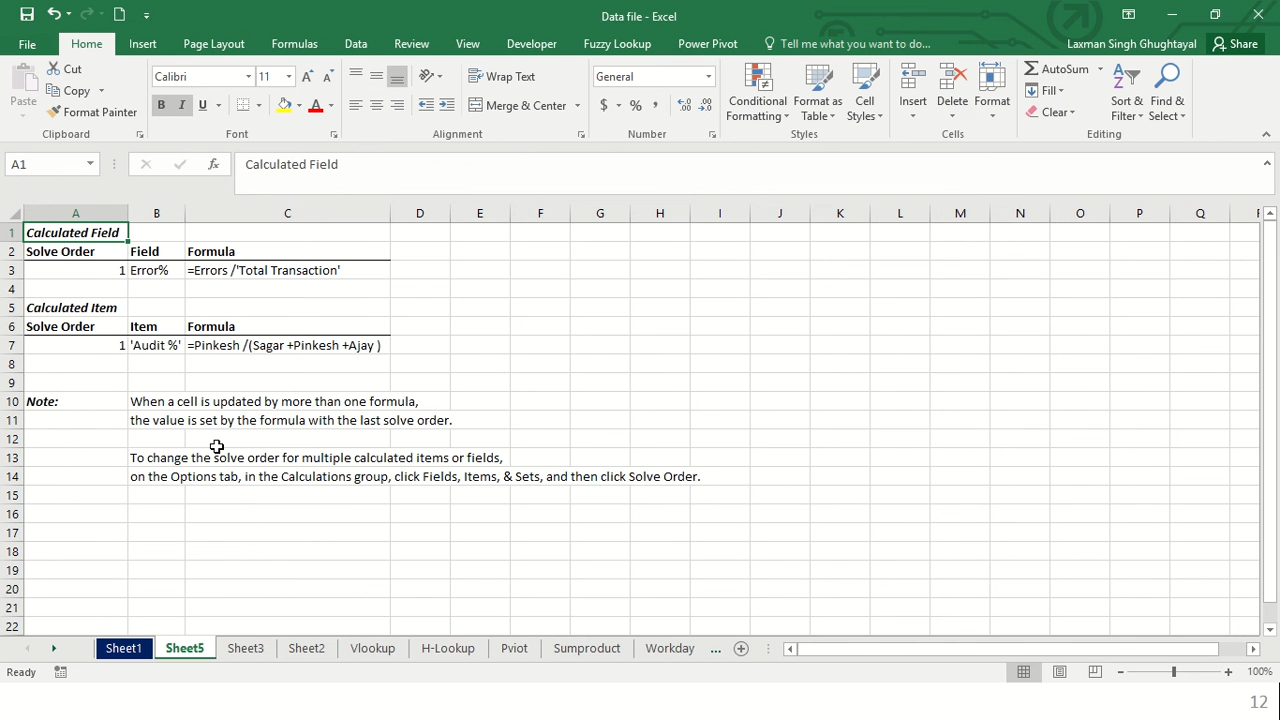 Data file - Excel
File Home Insert Page Layout Formulas Data Review View Developer Fuzzy Lookup Power Pivot Tell me what you want to do... Laxman Singh Ghughtayal Share
Paste Cut Copy Format Painter Clipboard
Calibri 11 B I U A Font
Wrap Text Merge & Center Alignment
General $ % , Number
Conditional Formatting Format as Table Cell Styles Styles
Insert Delete Format Cells
AutoSum Fill Clear Sort & Filter Find & Select Editing
A1 fx Calculated Field
A B C D E F G H I J K L M N O P Q
1 Calculated Field
2 Solve Order Field Formula
3 1 Error% =Errors /'Total Transaction'
4
5 Calculated Item
6 Solve Order Item Formula
7 1 'Audit %' =Pinkesh /(Sagar +Pinkesh +Ajay )
8
9
10 Note: When a cell is updated by more than one formula,
11 the value is set by the formula with the last solve order.
12
13 To change the solve order for multiple calculated items or fields,
14 on the Options tab, in the Calculations group, click Fields, Items, & Sets, and then click Solve Order.
15
16
17
18
19
20
21
22
Sheet1 Sheet5 Sheet3 Sheet2 Vlookup H-Lookup Pviot Sumproduct Workday ...
Ready 100%
12